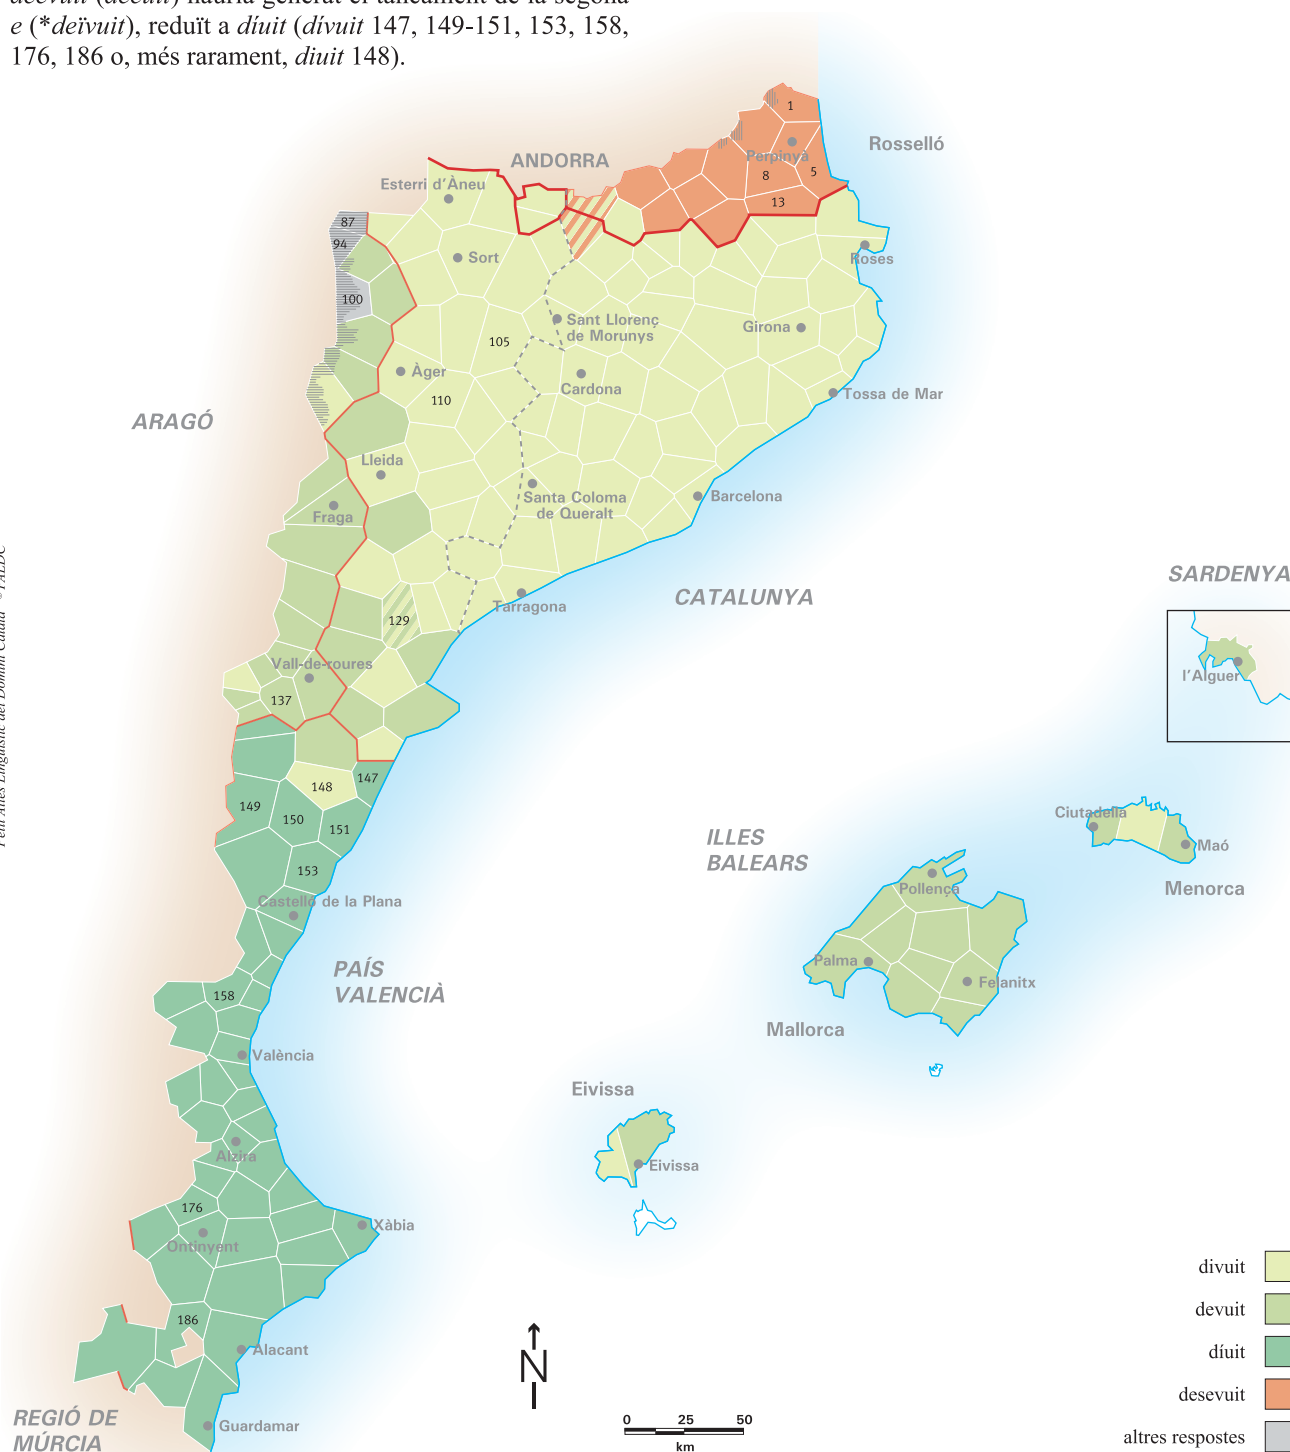 e (*deïvuit), reduït a díuit (dívuit 147, 149-151, 153, 158,
176, 186 o, més rarament, diuit 148).
1
Rosselló
ANDORRA
Perpinyà
8
5
13
Esterri d'Àneu
87
94
Sort
Roses
100
Sant Llorenç
de Morunys
Girona
105
Àger
Cardona
Tossa de Mar
110
ARAGÓ
Lleida
Santa Coloma
de Queralt
Barcelona
Fraga
SARDENYA
CATALUNYA
Tarragona
129
Vall-de-roures
l'Alguer
137
148
147
149
150
151
153
ILLES
BALEARS
Ciutadella
Maó
Menorca
Pollença
Castelló de la Plana
PAÍS
VALENCIÀ
Palma
Felanitx
158
Mallorca
València
Eivissa
Alzira
Eivissa
176
Xàbia
Ontinyent
186
Alacant
N
REGIÓ DE
MÚRCIA
Guardamar
0 25 50
km
divuit
devuit
díuit
desevuit
altres respostes